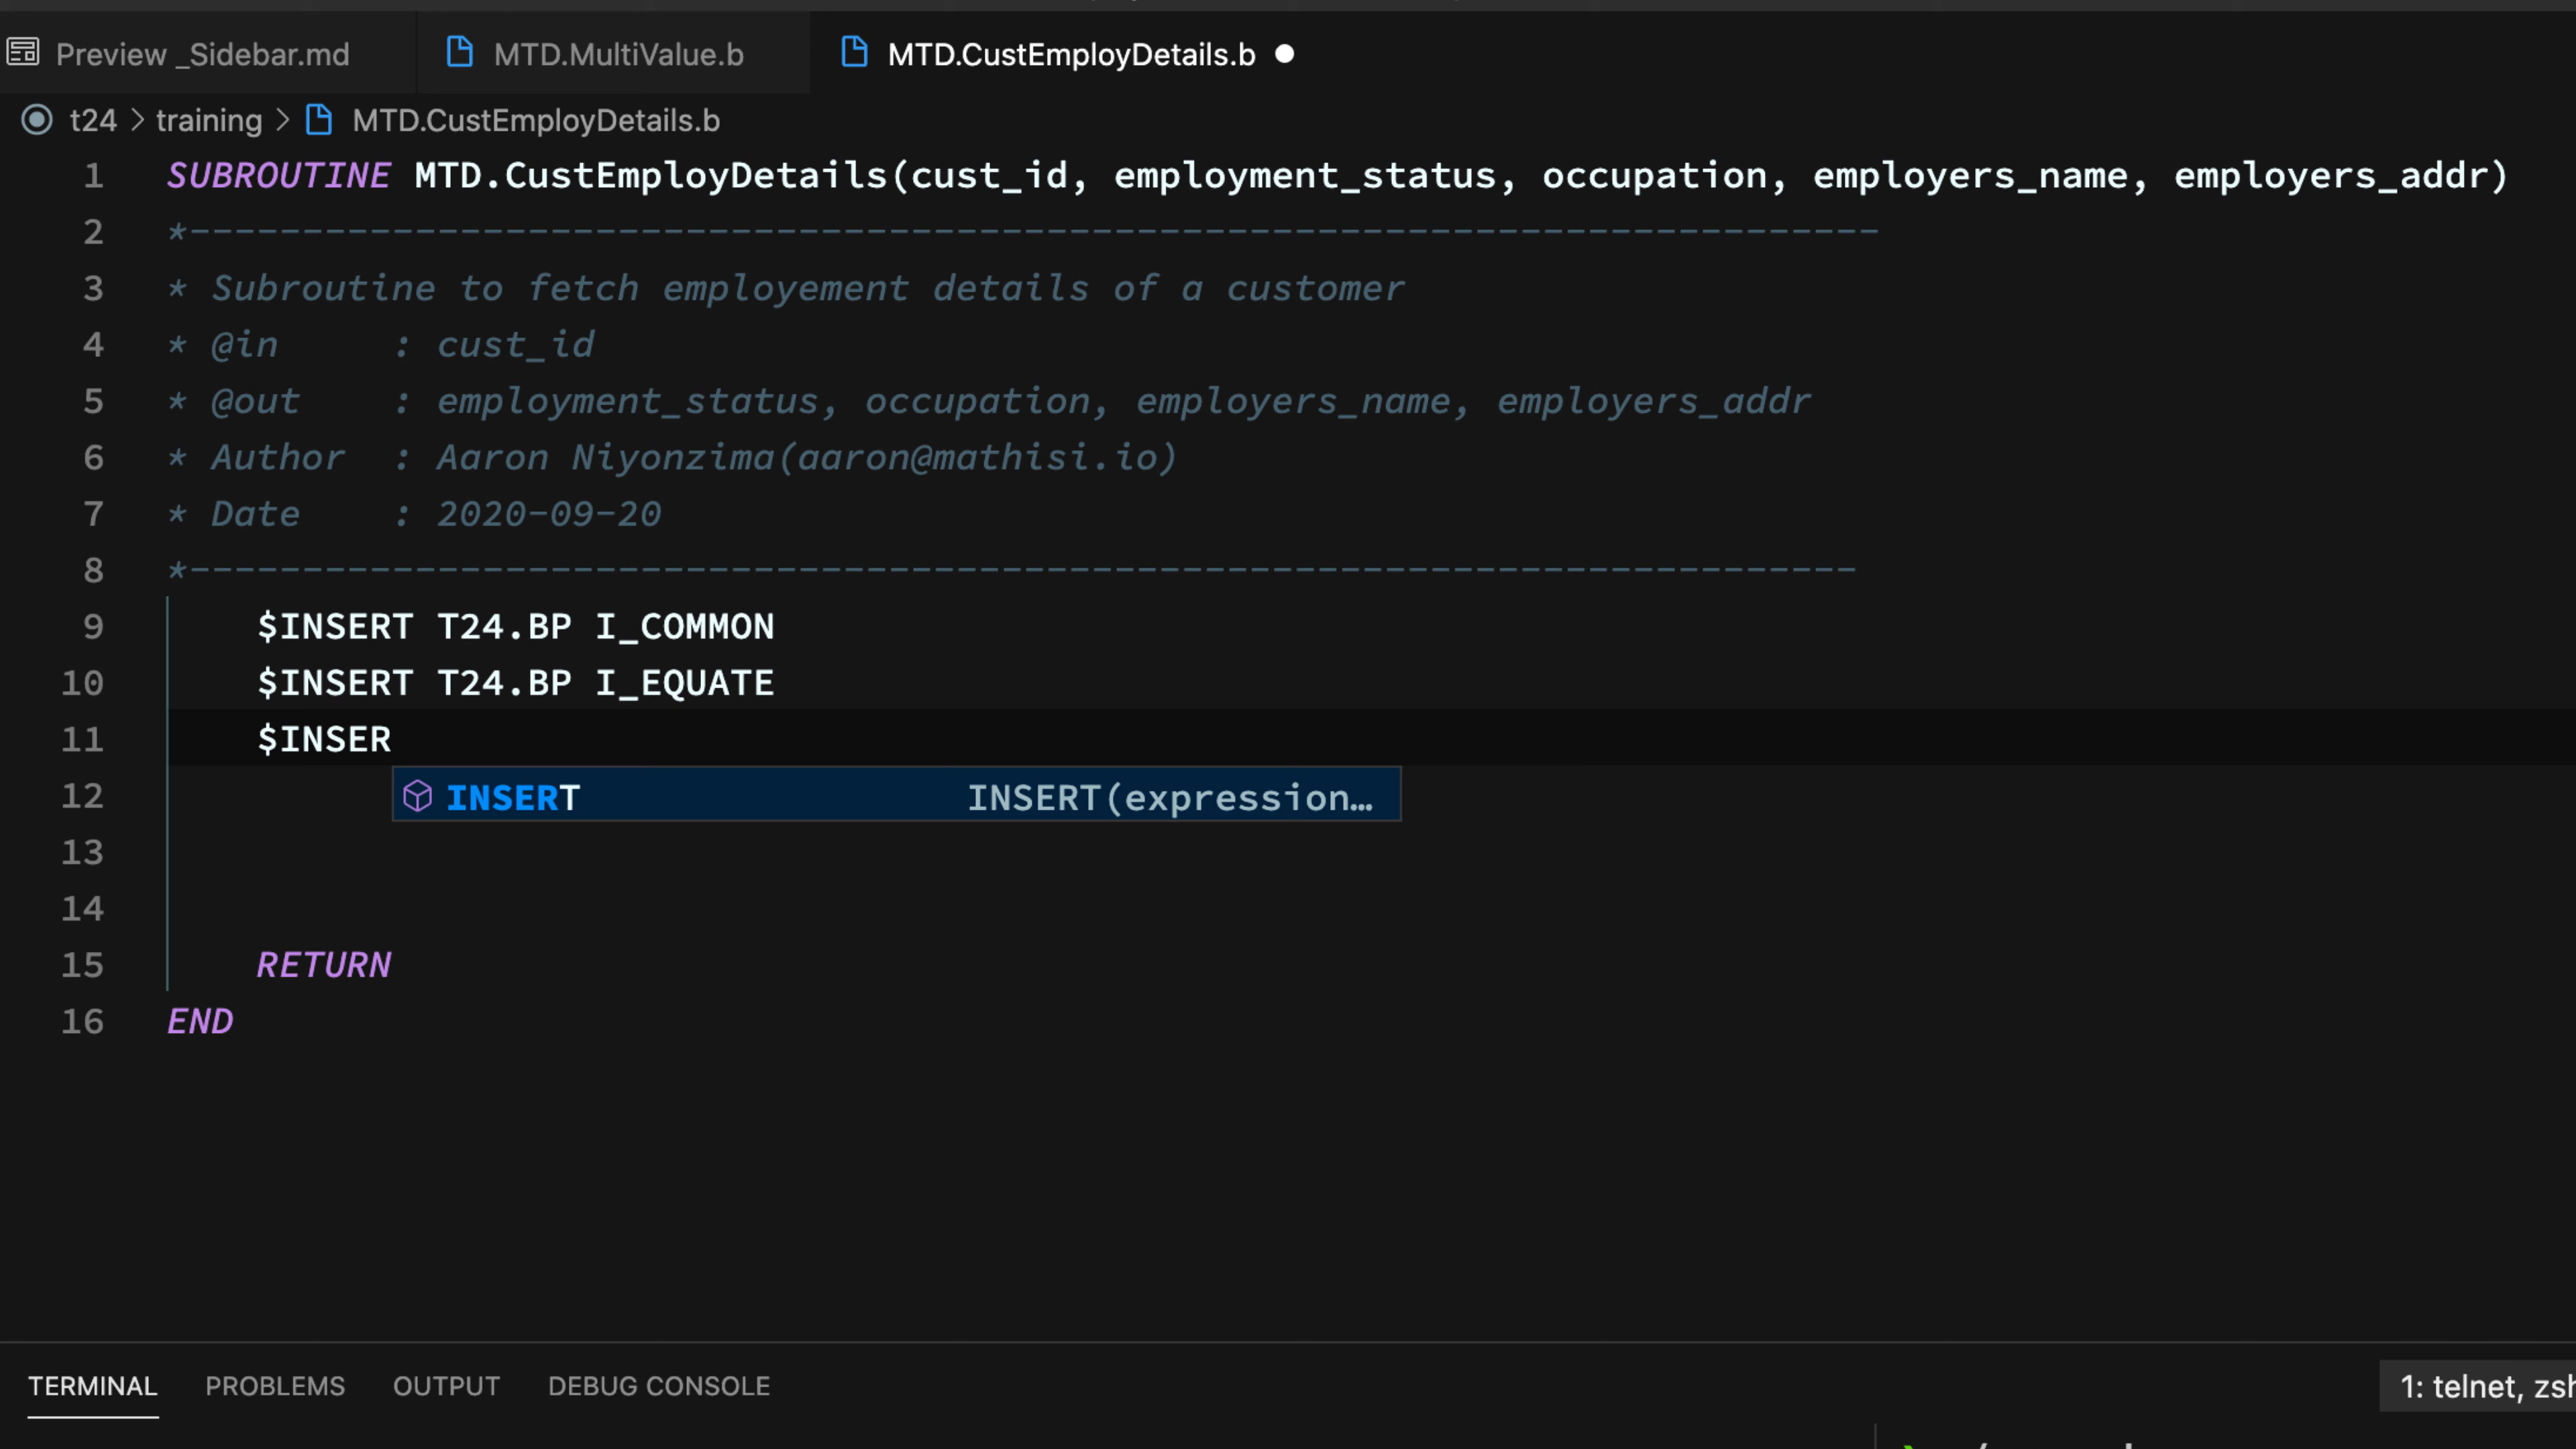 Preview _Sidebar.md MTD.MultiValue.b MTD.CustEmployDetails.b
t24 > training > MTD.CustEmployDetails.b
1 SUBROUTINE MTD.CustEmployDetails(cust_id, employment_status, occupation, employers_name, employers_addr)
2 *---------------------------------------------------------------------------
3 * Subroutine to fetch employement details of a customer
4 * @in     : cust_id
5 * @out    : employment_status, occupation, employers_name, employers_addr
6 * Author  : Aaron Niyonzima(aaron@mathisi.io)
7 * Date    : 2020-09-20
8 *--------------------------------------------------------------------------
9     $INSERT T24.BP I_COMMON
10     $INSERT T24.BP I_EQUATE
11     $INSER
12 INSERT INSERT(expression…
13
14
15     RETURN
16 END
TERMINAL PROBLEMS OUTPUT DEBUG CONSOLE 1: telnet, zsh